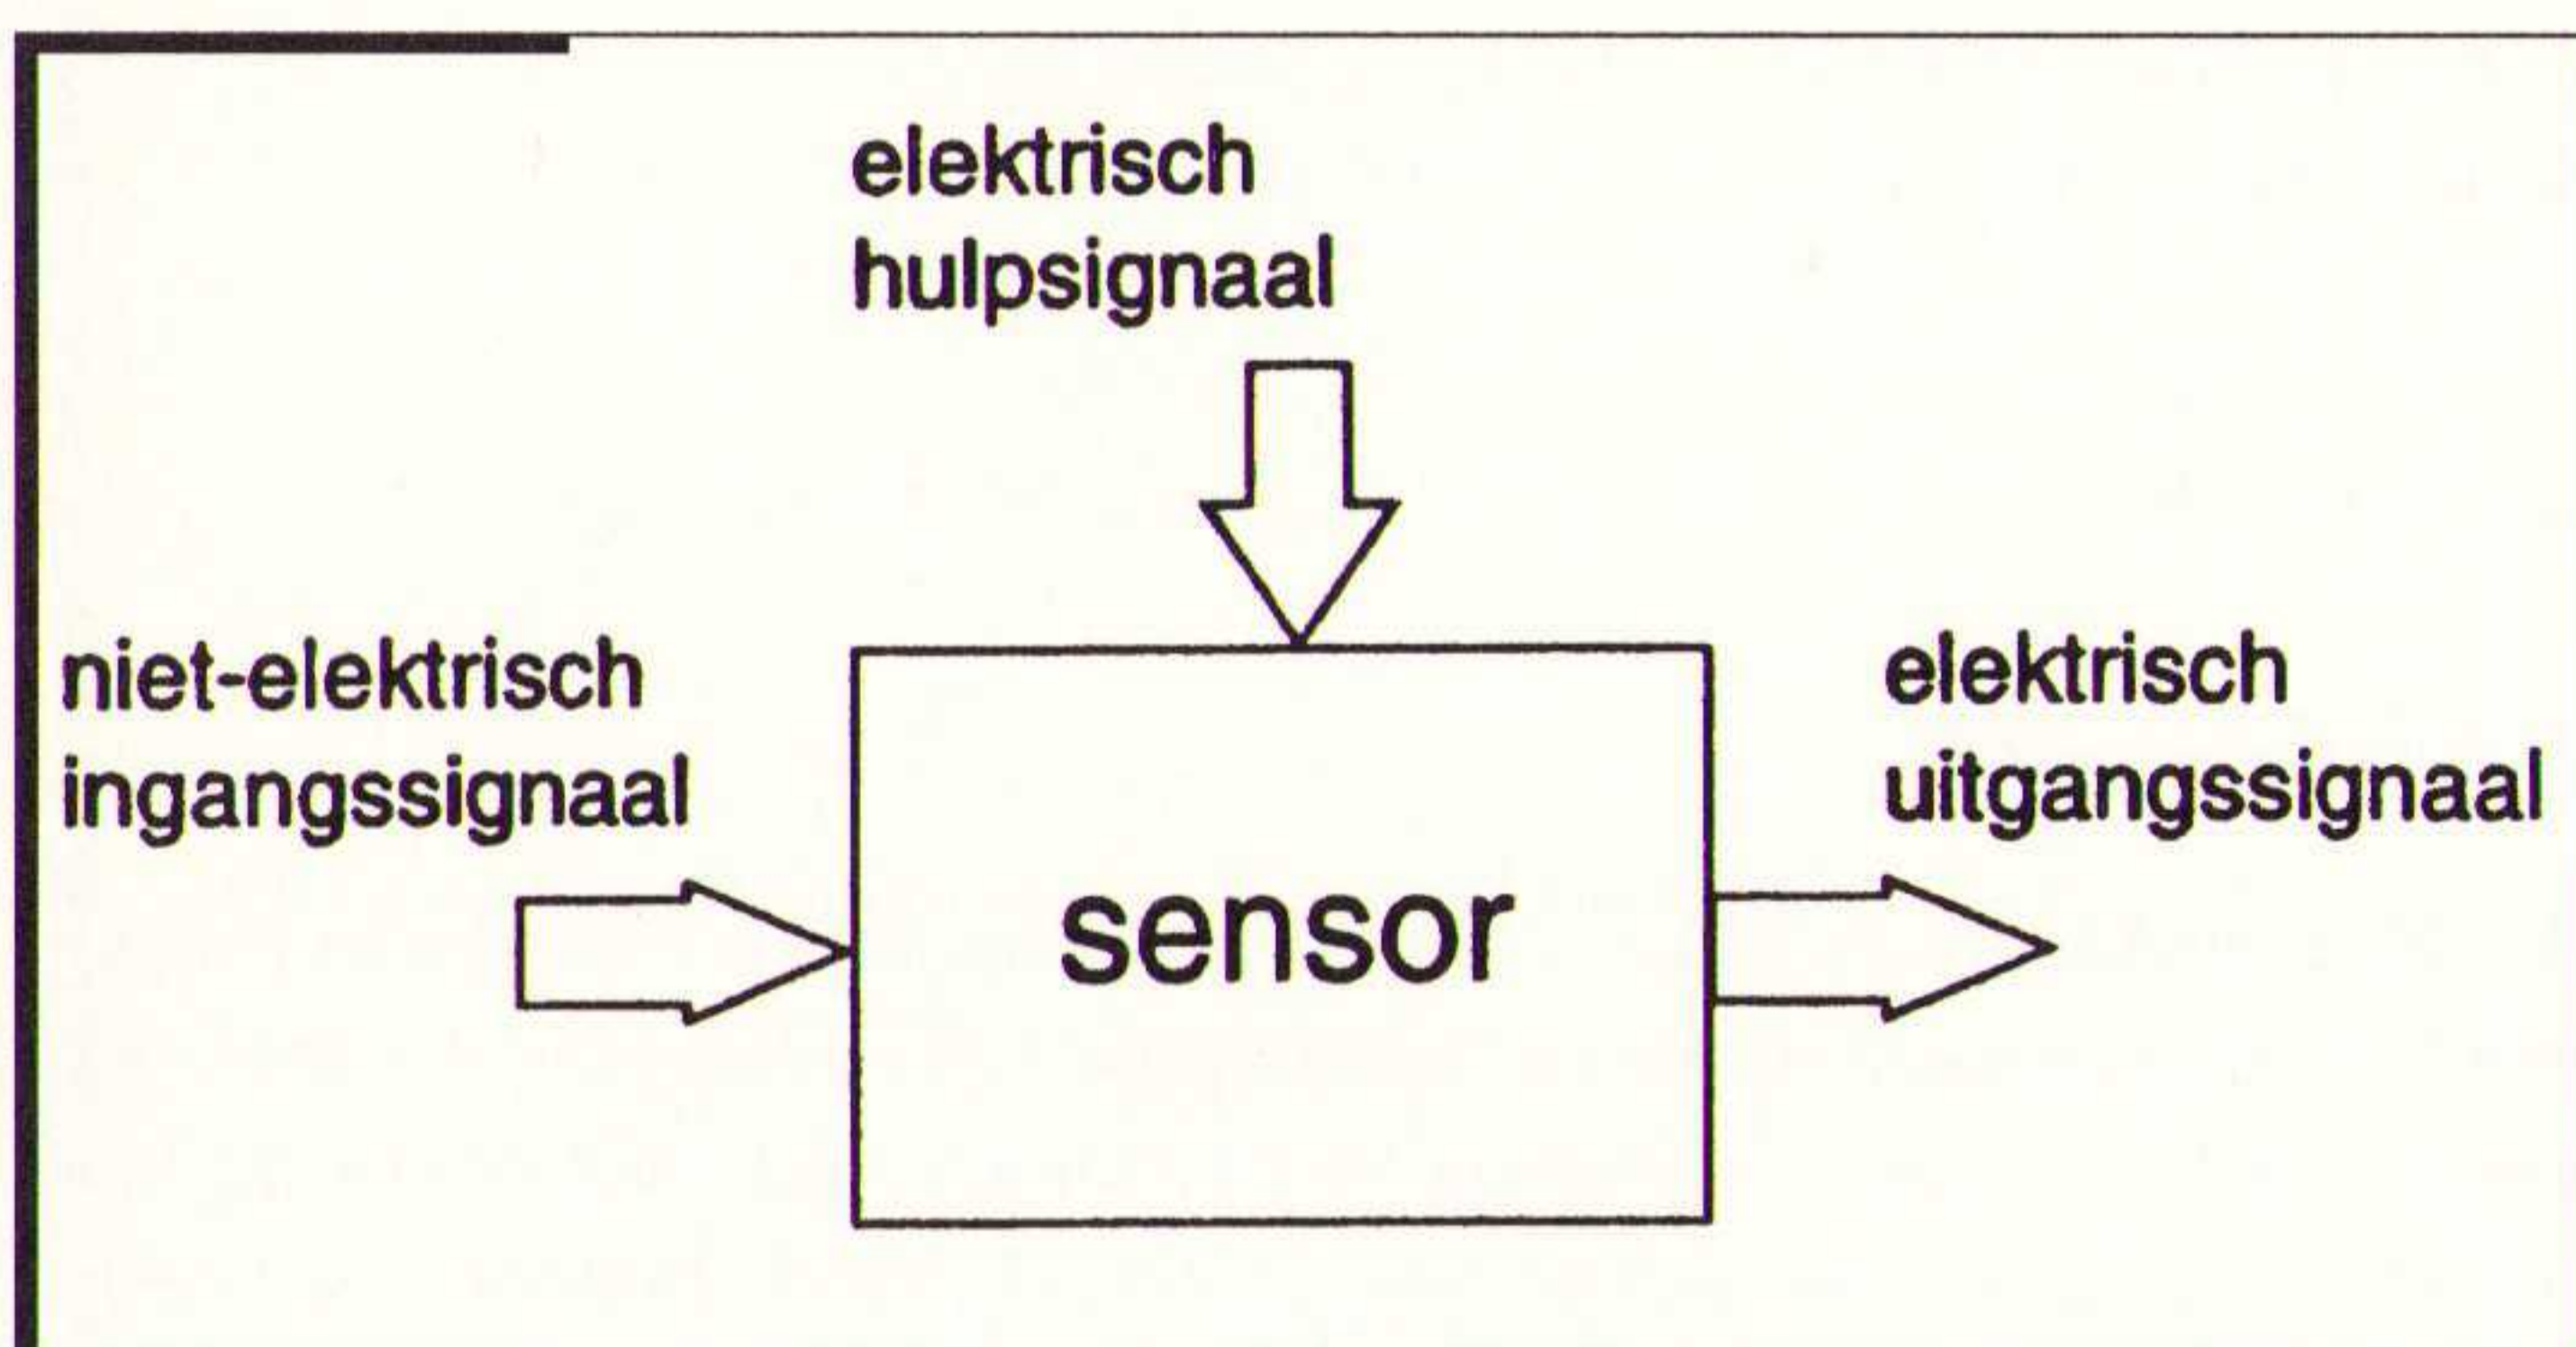 elektrisch
hulpsignaal
niet-elektrisch
ingangssignaal
elektrisch
uitgangssignaal
sensor